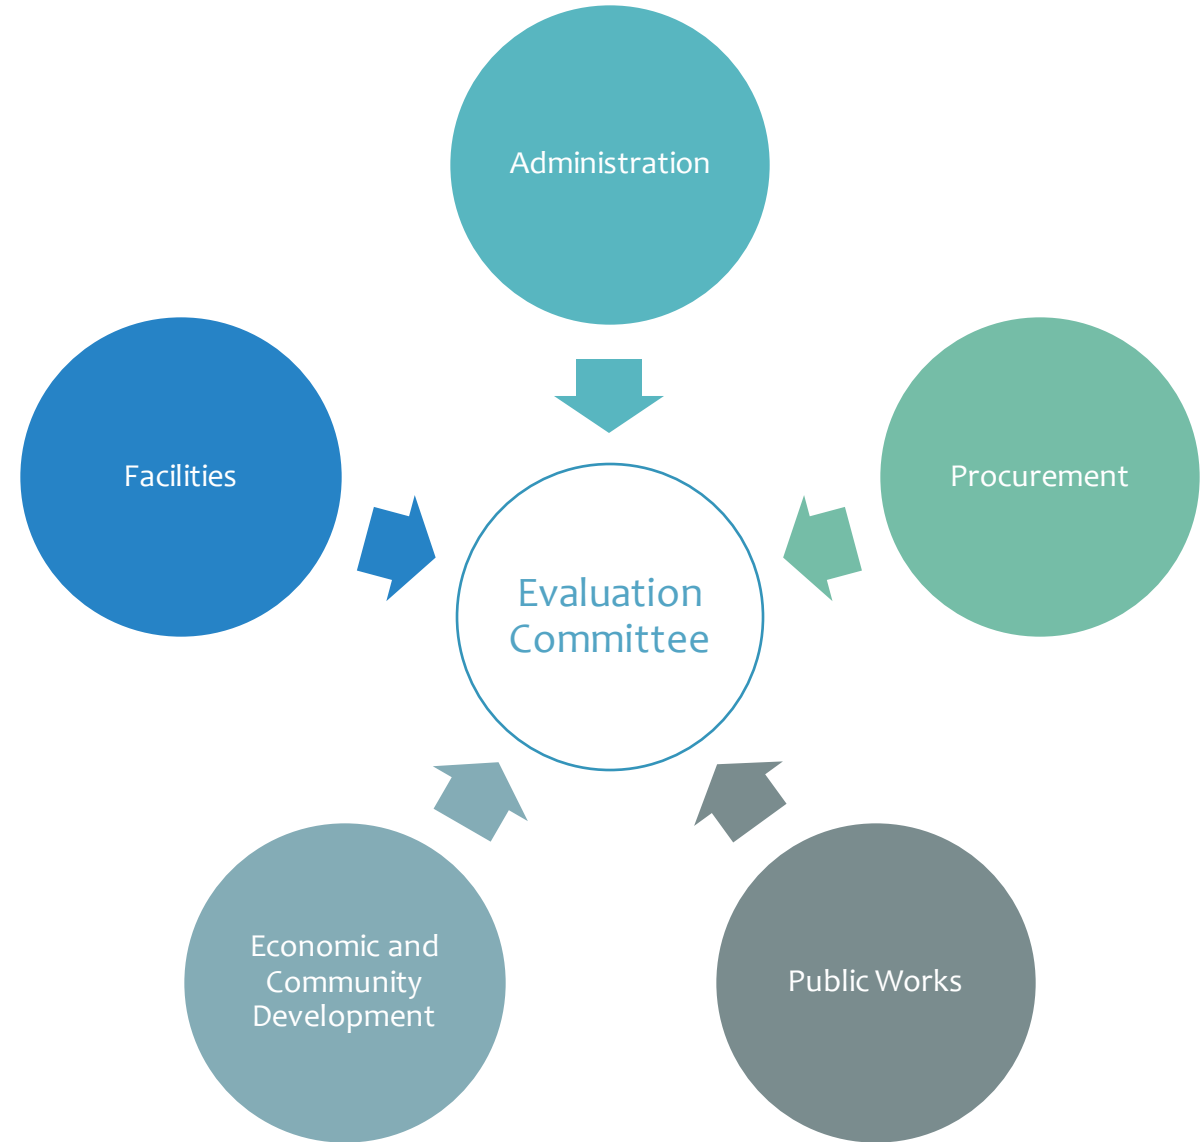 Administration
Facilities
Procurement
Evaluation
Committee
Economic and
Community
Development
Public Works